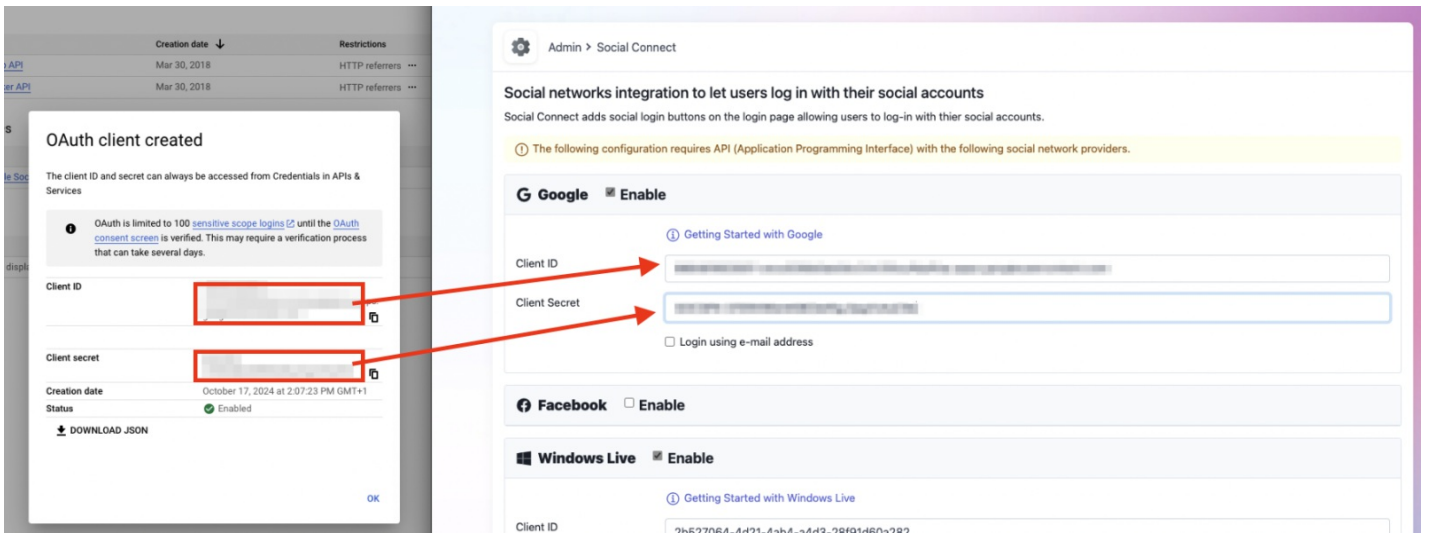 Creation date ↓ Restrictions
API Mar 30, 2018 HTTP referrers •••
er API Mar 30, 2018 HTTP referrers •••
s
le Soc
displ
OAuth client created
The client ID and secret can always be accessed from Credentials in APIs &
Services
OAuth is limited to 100 sensitive scope logins until the OAuth
consent screen is verified. This may require a verification process
that can take several days.
Client ID
Client secret
Creation date October 17, 2024 at 2:07:23 PM GMT+1
Status Enabled
DOWNLOAD JSON
OK
Admin > Social Connect
Social networks integration to let users log in with their social accounts
Social Connect adds social login buttons on the login page allowing users to log-in with thier social accounts.
The following configuration requires API (Application Programming Interface) with the following social network providers.
Google Enable
Getting Started with Google
Client ID
Client Secret
Login using e-mail address
Facebook Enable
Windows Live Enable
Getting Started with Windows Live
Client ID 2b527064-4d21-4ab4-a4d3-28f91d60a282